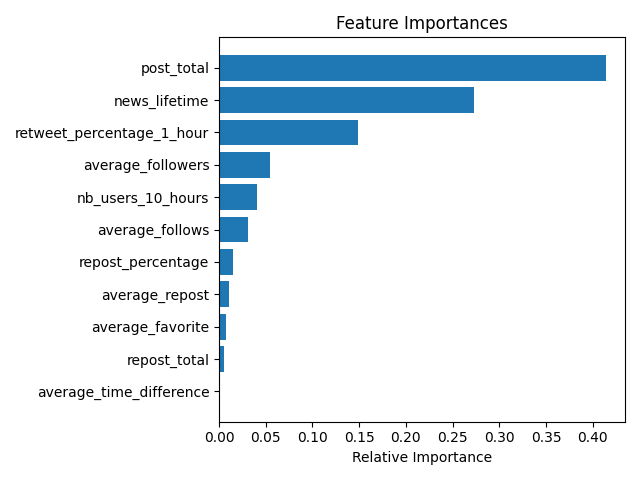 Feature Importances
post_total
news_lifetime
retweet_percentage_1_hour
average_followers
nb_users_10_hours
average_follows
repost_percentage
average_repost
average_favorite
repost_total
average_time_difference
0.00 0.05 0.10 0.15 0.20 0.25 0.30 0.35 0.40
Relative Importance